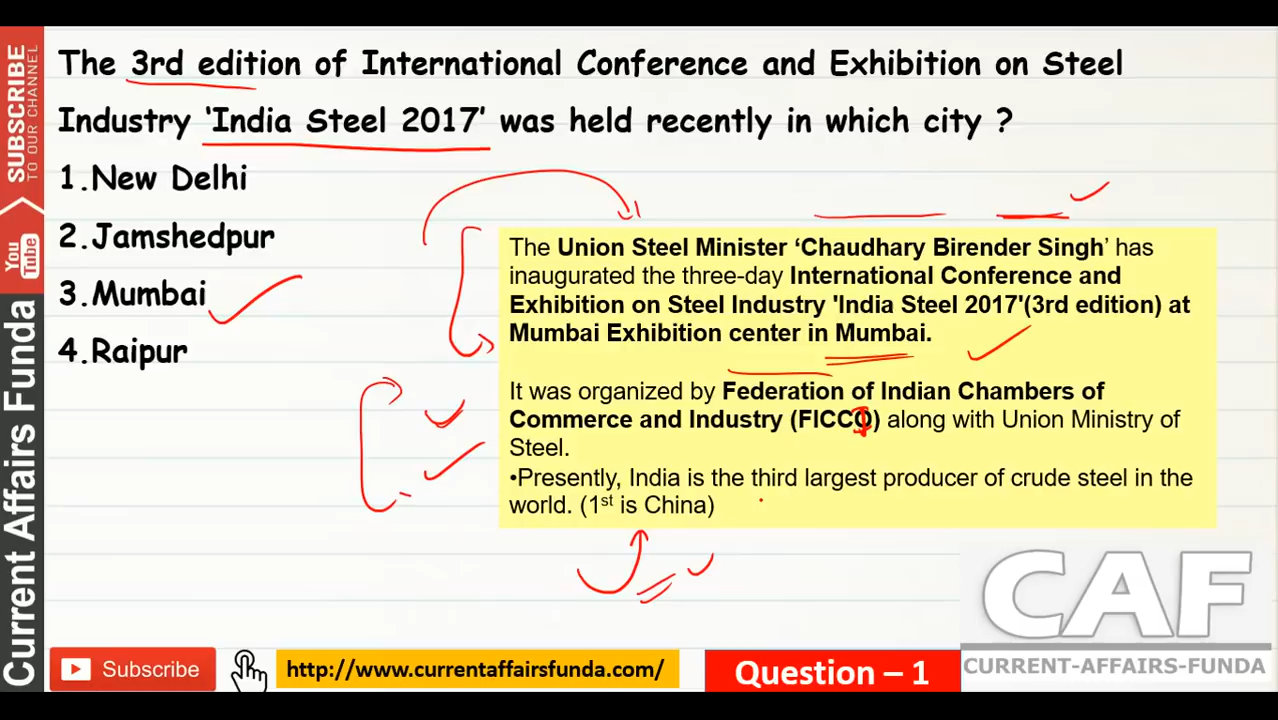 The 3rd edition of International Conference and Exhibition on Steel
Industry ‘India Steel 2017’ was held recently in which city ?
1.New Delhi
2.Jamshedpur
3.Mumbai
4.Raipur
The Union Steel Minister ‘Chaudhary Birender Singh’ has
inaugurated the three-day International Conference and
Exhibition on Steel Industry 'India Steel 2017'(3rd edition) at
Mumbai Exhibition center in Mumbai.
It was organized by Federation of Indian Chambers of
Commerce and Industry (FICCI) along with Union Ministry of
Steel.
•Presently, India is the third largest producer of crude steel in the
world. (1st is China)
SUBSCRIBE
TO OUR CHANNEL
You Tube
Current Affairs Funda
CAF
CURRENT-AFFAIRS-FUNDA
Subscribe
http://www.currentaffairsfunda.com/
Question – 1